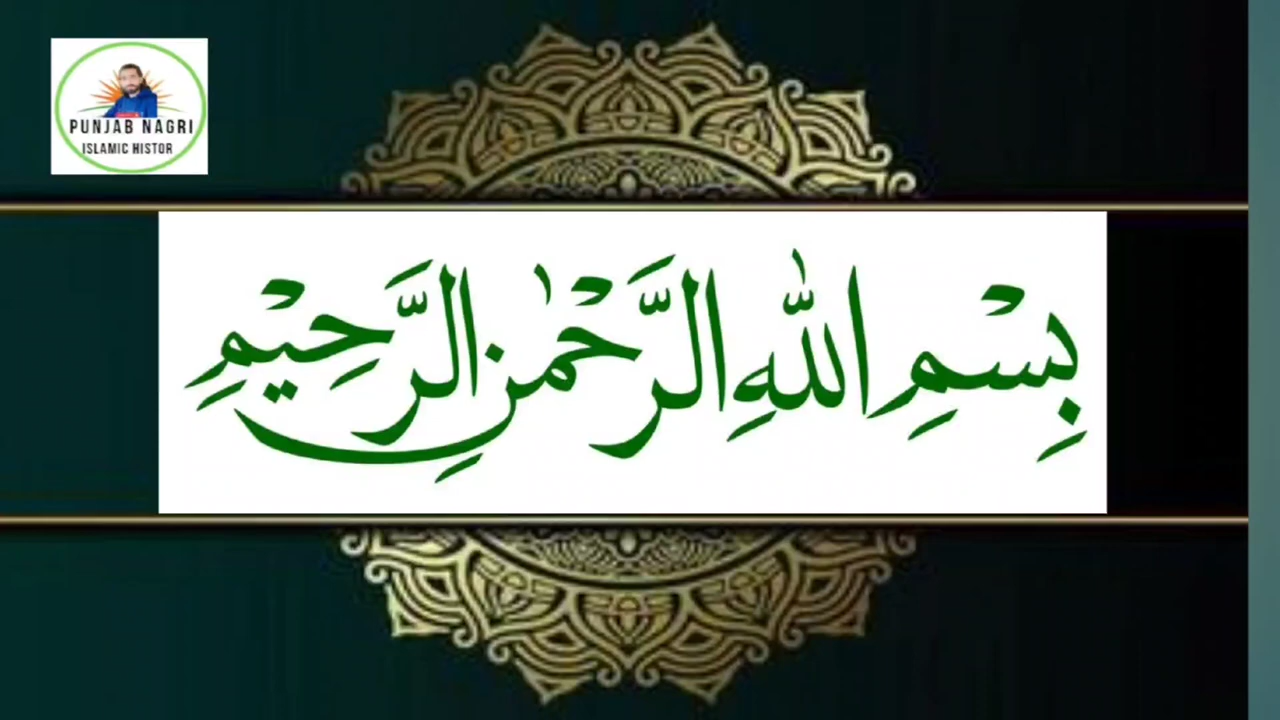 PUNJAB NAGRI
ISLAMIC HISTOR
بِسْمِ اللّٰهِ الرَّحْمٰنِ الرَّحِيْمِ